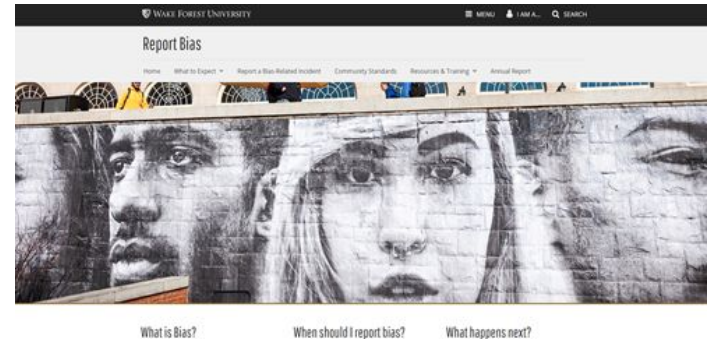 WAKE FOREST UNIVERSITY MENU I AM A... SEARCH
Report Bias
Home What to Expect Report a Bias-Related Incident Community Standards Resources & Training Annual Report
What is Bias? When should I report bias? What happens next?